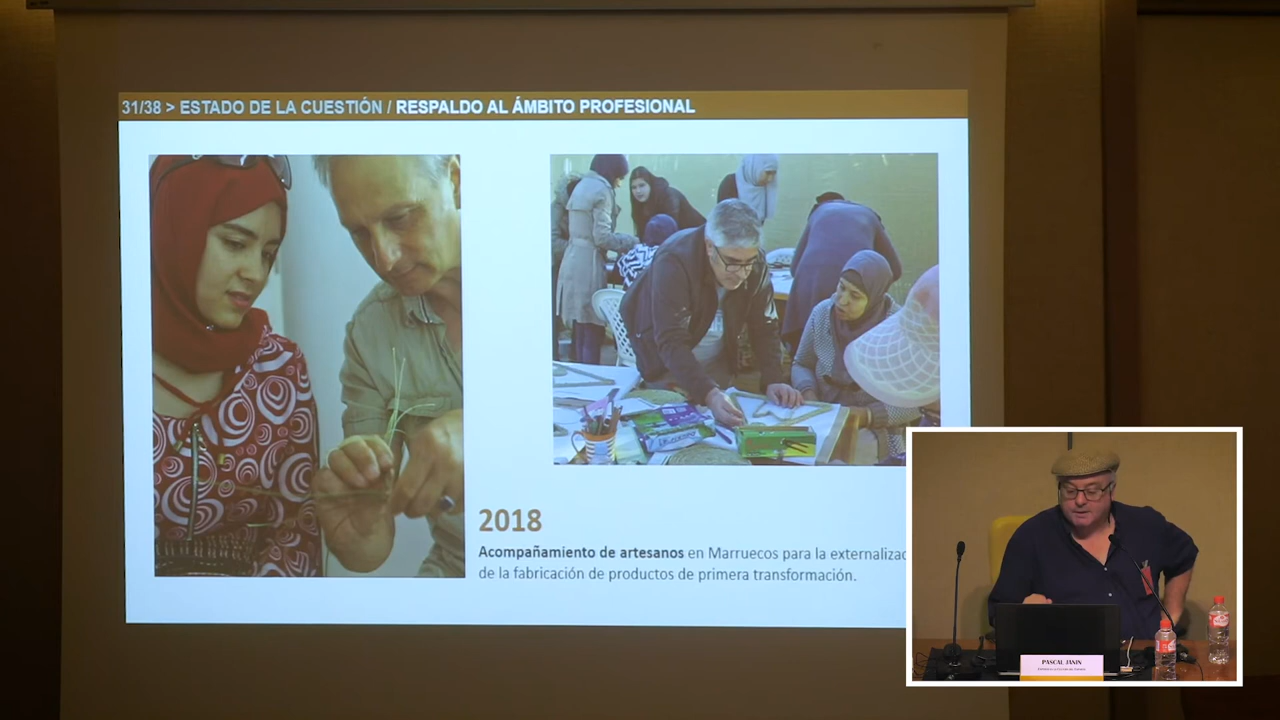 31/38 > ESTADO DE LA CUESTIÓN / RESPALDO AL ÁMBITO PROFESIONAL
2018
Acompañamiento de artesanos en Marruecos para la externalizac
de la fabricación de productos de primera transformación.
PASCAL JANIN